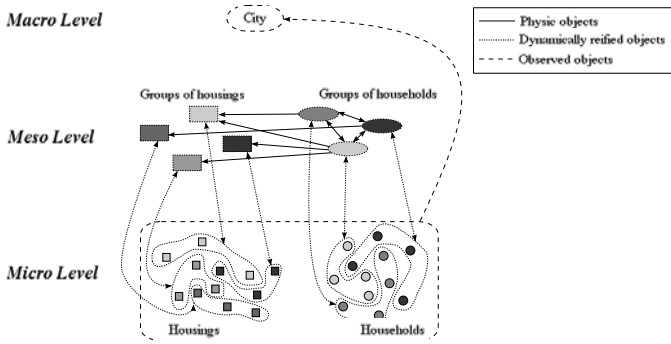 Macro Level
City
Physic objects
Dynamically reified objects
Observed objects
Groups of housings
Groups of households
Meso Level
Micro Level
Housings
Households